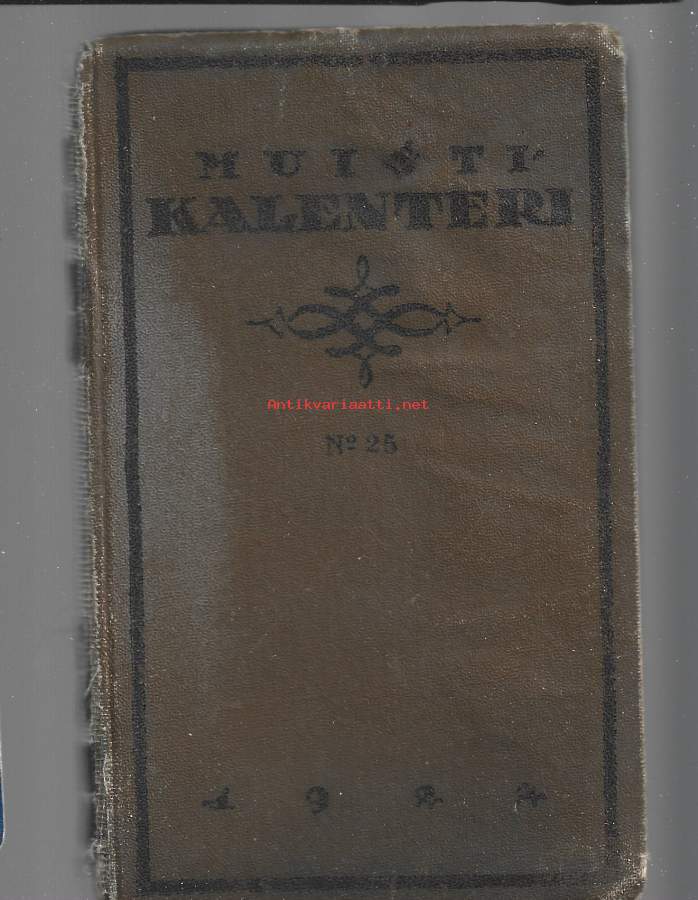 MUISTI-
KALENTERI
Antikvariaatti.net
Nº 25
1924